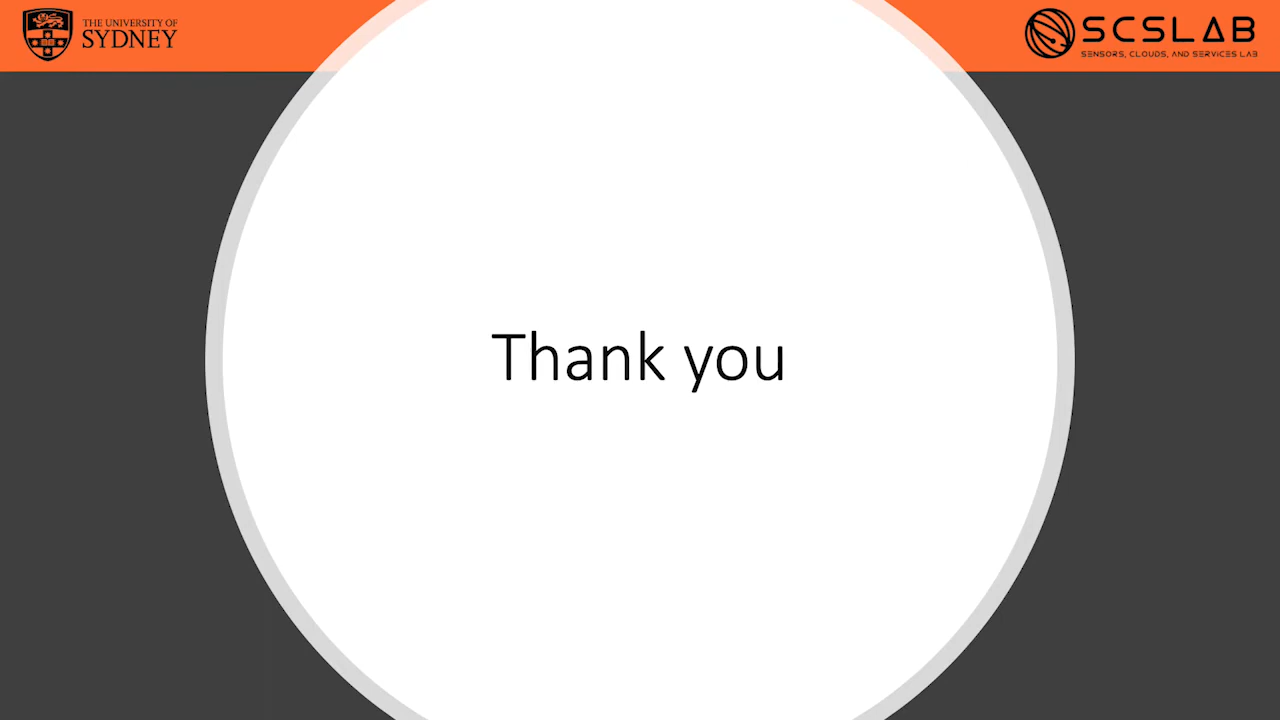 THE UNIVERSITY OF
SYDNEY
SCSLAB
SENSORS, CLOUDS, AND SERVICES LAB
Thank you